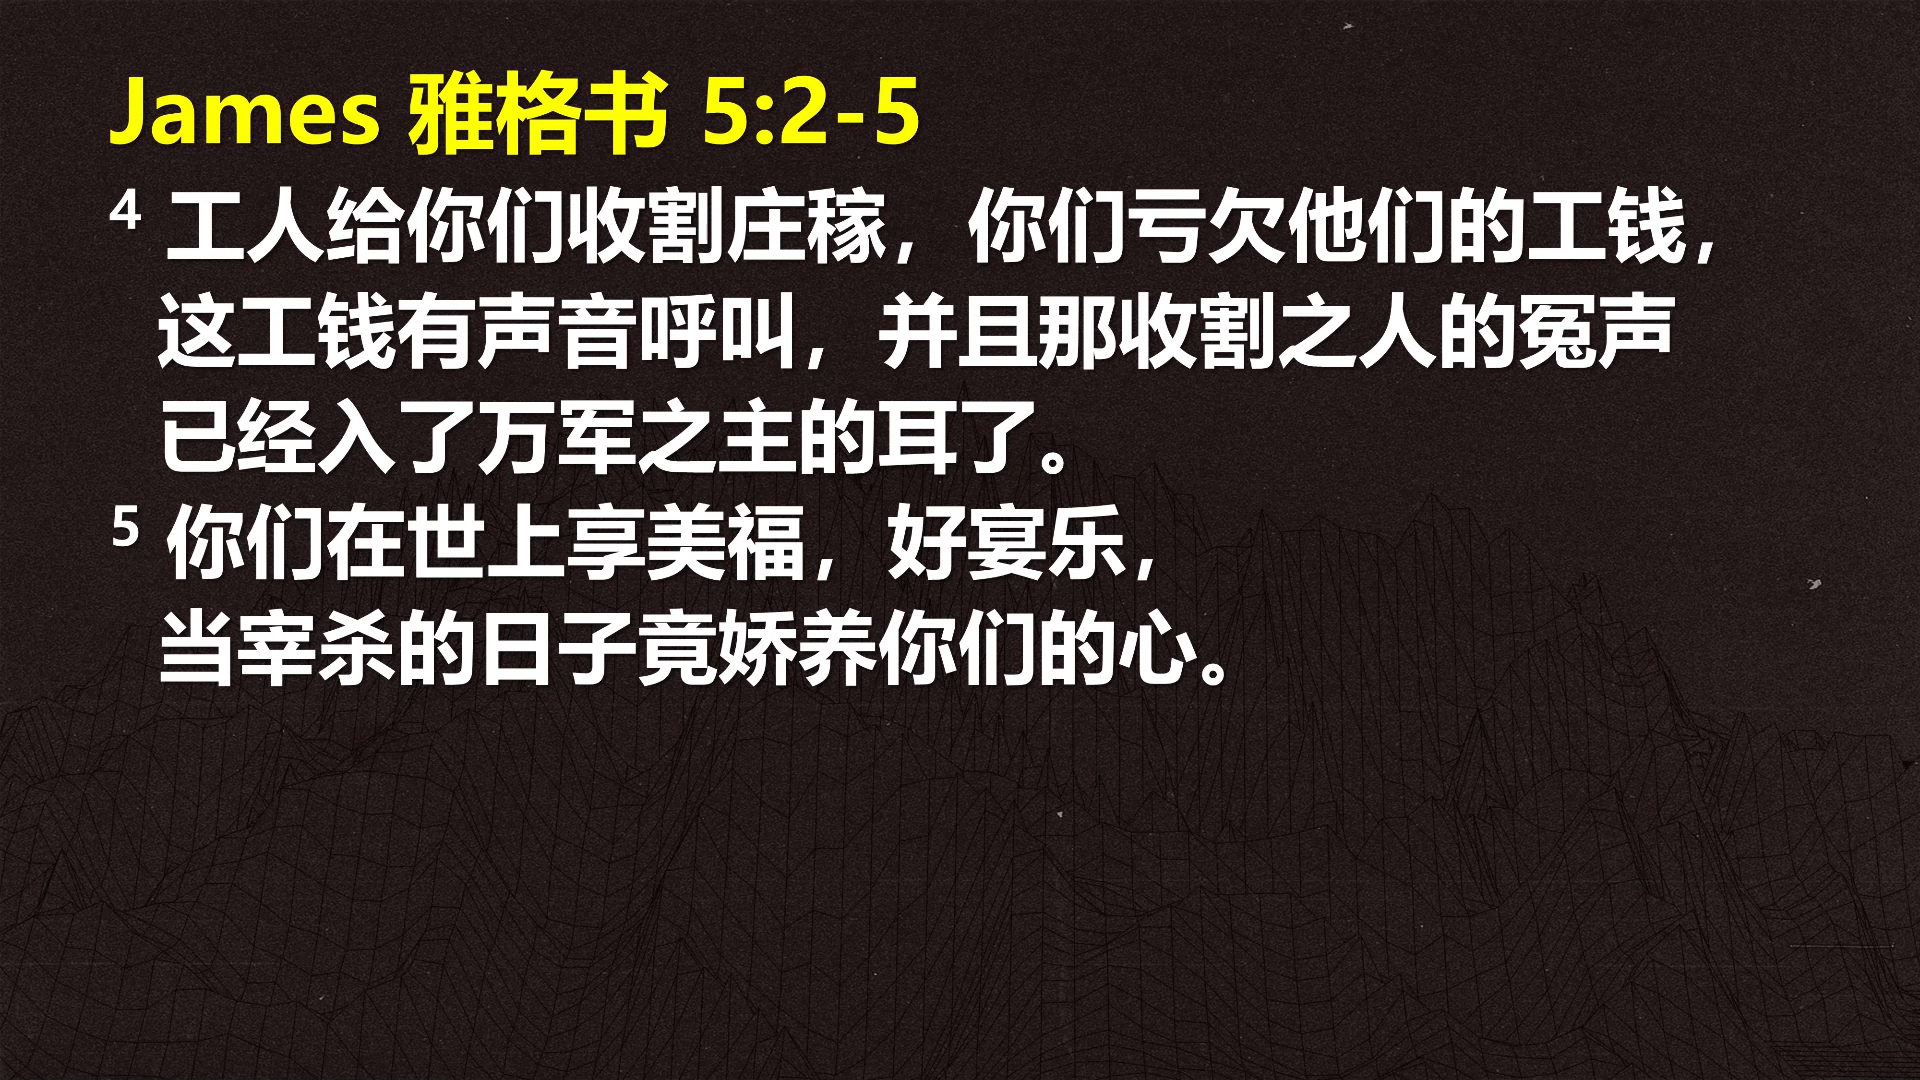 James 雅格书 5:2-5
4 工人给你们收割庄稼，你们亏欠他们的工钱，
这工钱有声音呼叫，并且那收割之人的冤声
已经入了万军之主的耳了。
5 你们在世上享美福，好宴乐，
当宰杀的日子竟娇养你们的心。